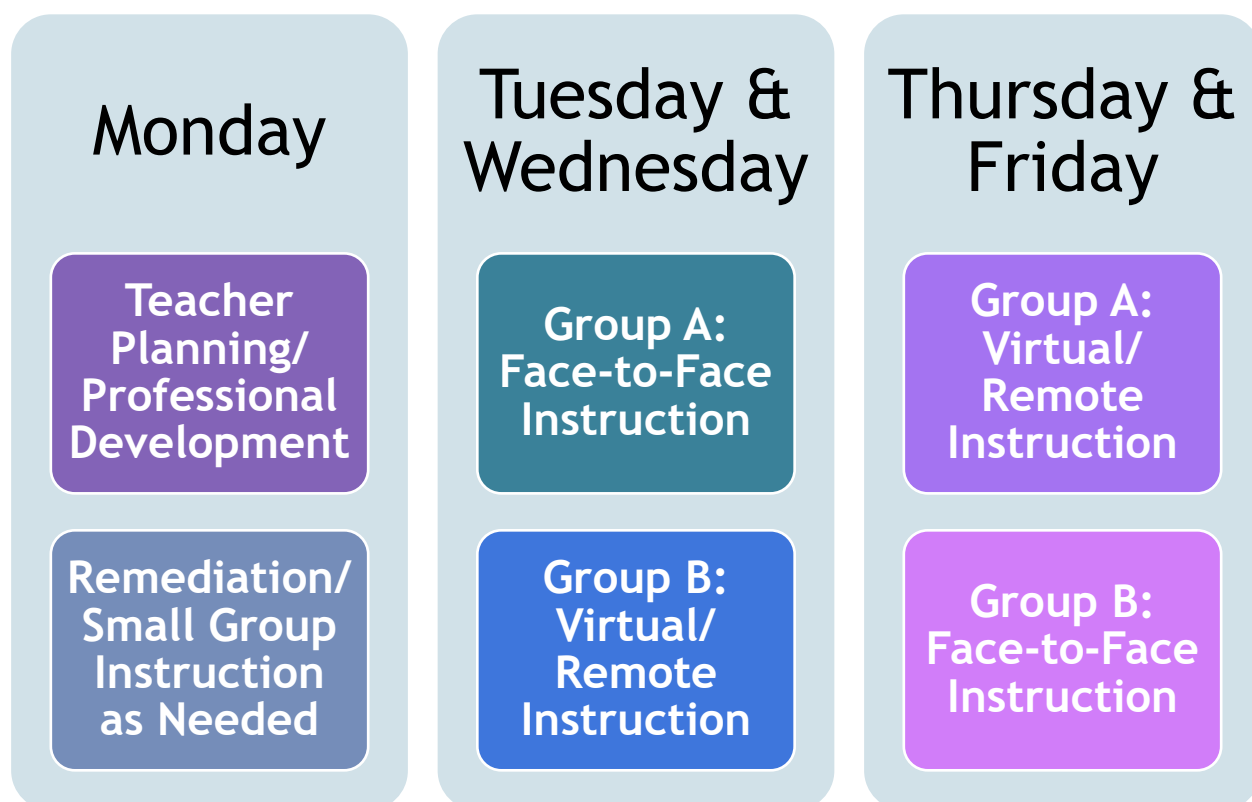 Monday
Teacher
Planning/
Professional
Development
Remediation/
Small Group
Instruction
as Needed
Tuesday &
Wednesday
Group A:
Face-to-Face
Instruction
Group B:
Virtual/
Remote
Instruction
Thursday &
Friday
Group A:
Virtual/
Remote
Instruction
Group B:
Face-to-Face
Instruction